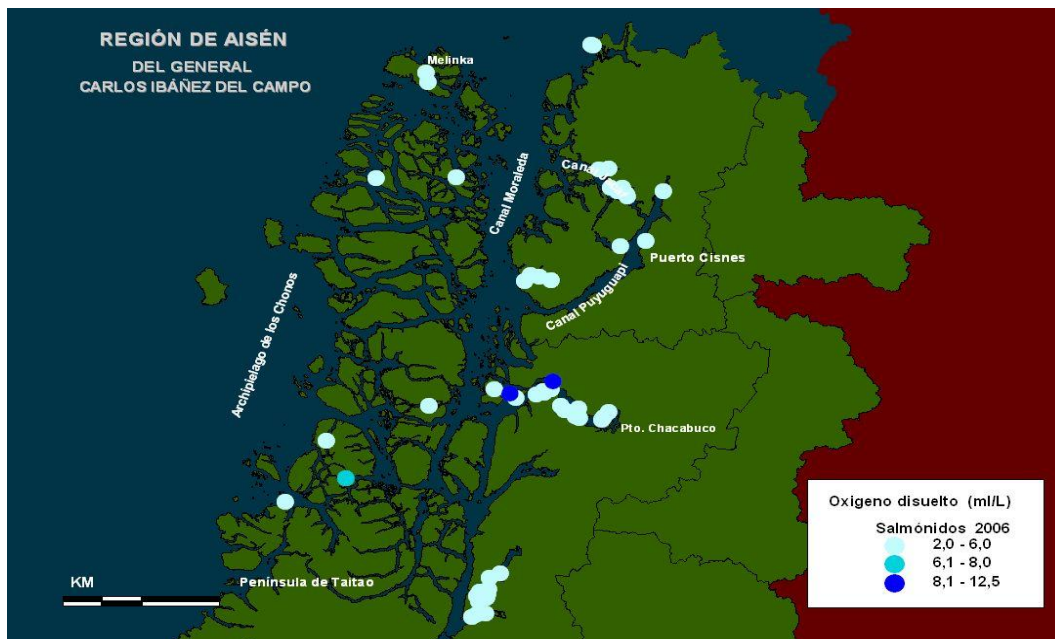 REGIÓN DE AISÉN
DEL GENERAL
CARLOS IBÁÑEZ DEL CAMPO
Melinka
Canal Moraleda
Canal
Puerto Cisnes
Canal Puyuguapi
Archipielago de los Chonos
Pto. Chacabuco
Península de Taitao
KM
Oxigeno disuelto (ml/L)
Salmónidos 2006
2,0 - 6,0
6,1 - 8,0
8,1 - 12,5